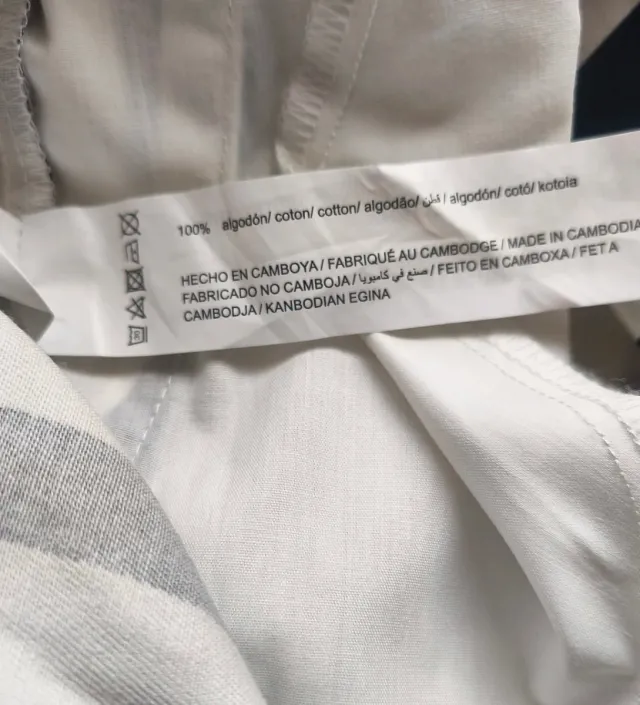 100% algodón/ coton/ cotton/ algodão/ قطن / algodón/ cotó/ kotoia
HECHO EN CAMBOYA / FABRIQUÉ AU CAMBODGE / MADE IN CAMBODIA
FABRICADO NO CAMBOJA / صنع في كامبوديا / FEITO EN CAMBOXA / FET A
CAMBODJA / KANBODIAN EGINA